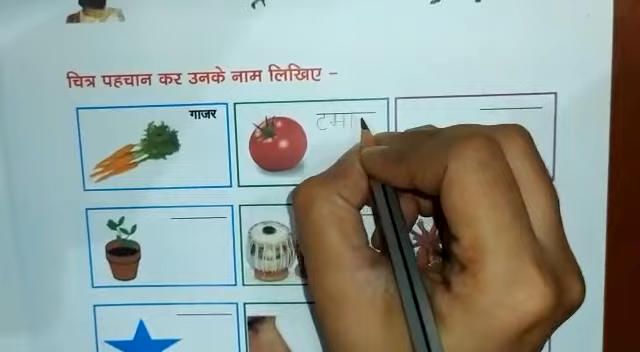 चित्र पहचान कर उनके नाम लिखिए –
गाजर
टमा